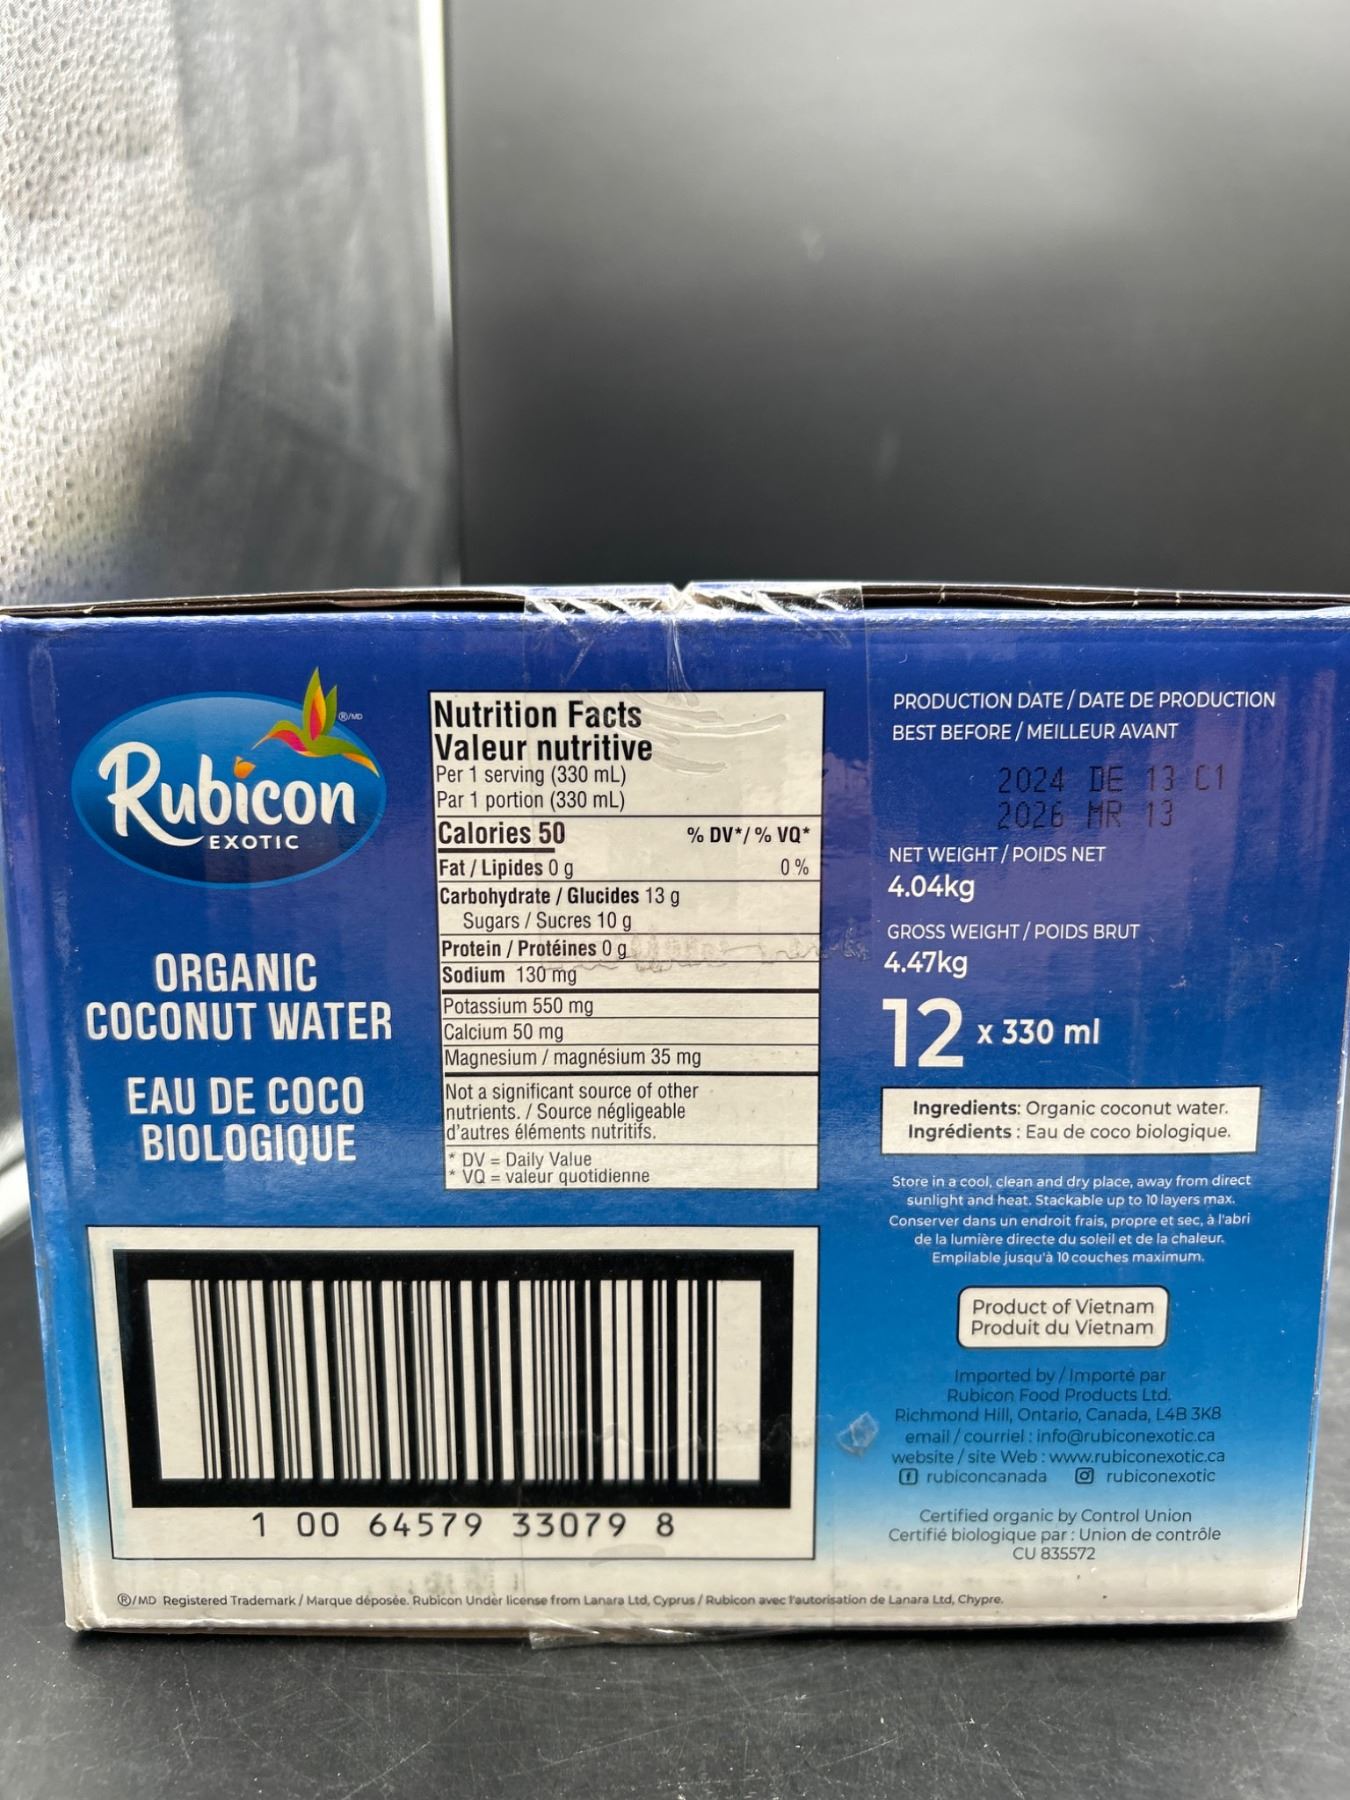 Rubicon
®/MD
EXOTIC
ORGANIC
COCONUT WATER
EAU DE COCO
BIOLOGIQUE
Nutrition Facts
Valeur nutritive
Per 1 serving (330 mL)
Par 1 portion (330 mL)
Calories 50 % DV*/ % VQ*
Fat / Lipides 0 g 0 %
Carbohydrate / Glucides 13 g
Sugars / Sucres 10 g
Protein / Protéines 0 g
Sodium 130 mg
Potassium 550 mg
Calcium 50 mg
Magnesium / magnésium 35 mg
Not a significant source of other
nutrients. / Source négligeable
d'autres éléments nutritifs.
* DV = Daily Value
* VQ = valeur quotidienne
1 00 64579 33079 8
PRODUCTION DATE / DATE DE PRODUCTION
BEST BEFORE / MEILLEUR AVANT
2024 DE 13 C1
2026 MR 13
NET WEIGHT / POIDS NET
4.04kg
GROSS WEIGHT / POIDS BRUT
4.47kg
12 x 330 ml
Ingredients: Organic coconut water.
Ingrédients : Eau de coco biologique.
Store in a cool, clean and dry place, away from direct
sunlight and heat. Stackable up to 10 layers max.
Conserver dans un endroit frais, propre et sec, à l'abri
de la lumière directe du soleil et de la chaleur.
Empilable jusqu'à 10 couches maximum.
Product of Vietnam
Produit du Vietnam
Imported by / Importé par
Rubicon Food Products Ltd.
Richmond Hill, Ontario, Canada, L4B 3K8
email / courriel : info@rubiconexotic.ca
website / site Web : www.rubiconexotic.ca
rubiconcanada rubiconexotic
Certified organic by Control Union
Certifié biologique par : Union de contrôle
CU 835572
®/MD Registered Trademark / Marque déposée. Rubicon Under license from Lanara Ltd, Cyprus / Rubicon avec l'autorisation de Lanara Ltd, Chypre.